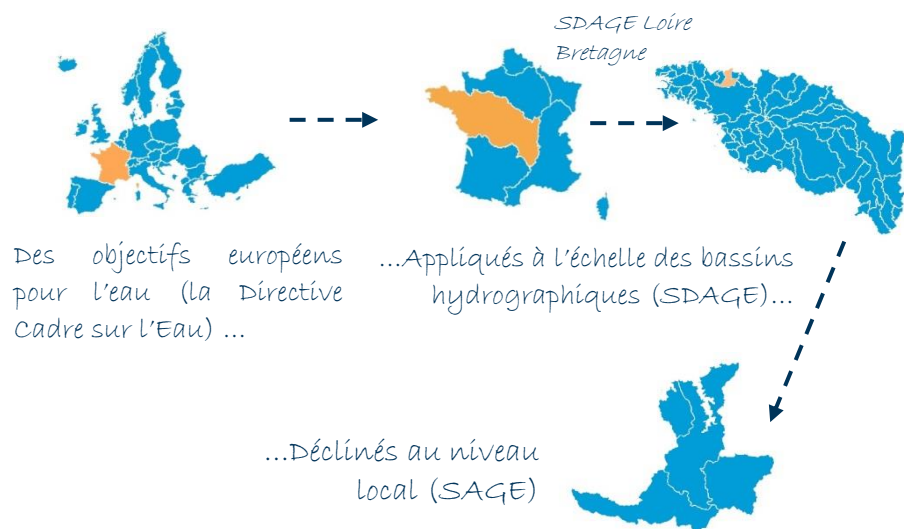 SDAGE Loire
Bretagne
Des objectifs européens
pour l'eau (la Directive
Cadre sur l'Eau) ...
...Appliqués à l'échelle des bassins
hydrographiques (SDAGE)...
...Déclinés au niveau
local (SAGE)